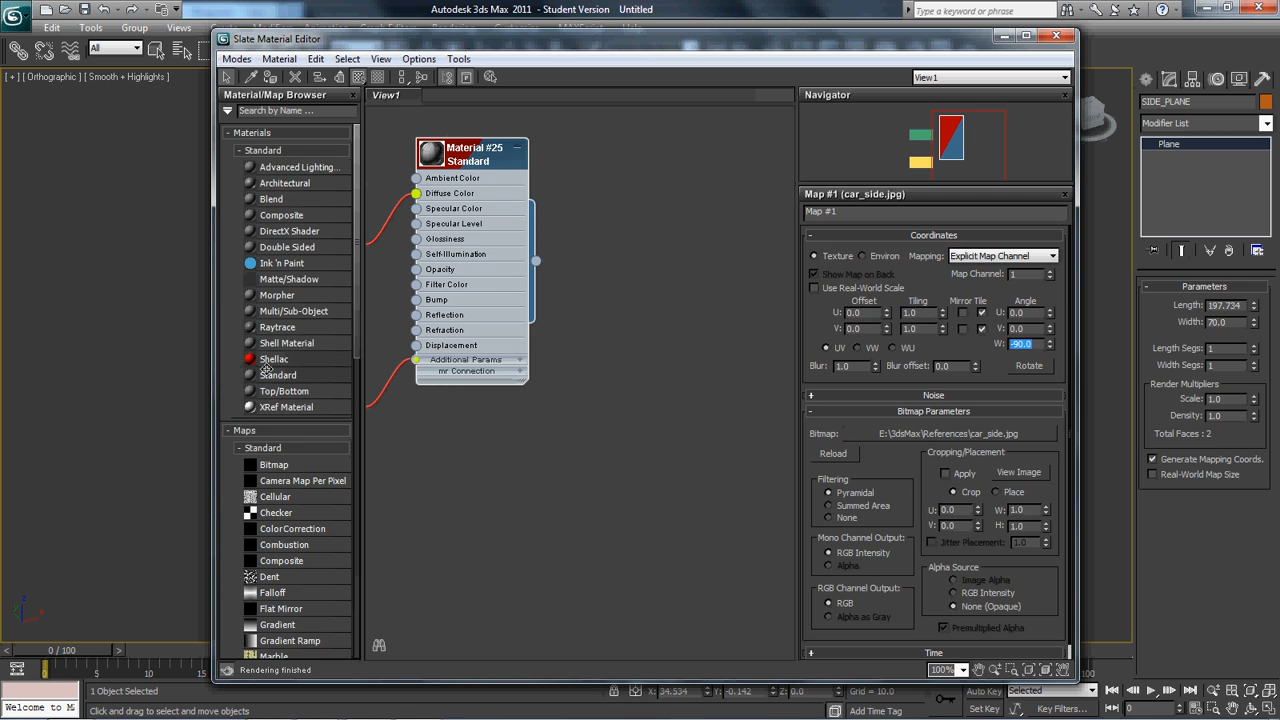 Autodesk 3ds Max 2011 - Student Version Untitled
Type a keyword or phrase
Edit Tools Group Views
All
[ + ] [ Orthographic ] [ Smooth + Highlights ]
Slate Material Editor
Modes Material Edit Select View Options Tools
View1
Material/Map Browser
Search by Name ...
- Materials
- Standard
Advanced Lighting...
Architectural
Blend
Composite
DirectX Shader
Double Sided
Ink 'n Paint
Matte/Shadow
Morpher
Multi/Sub-Object
Raytrace
Shell Material
Shellac
Standard
Top/Bottom
XRef Material
- Maps
- Standard
Bitmap
Camera Map Per Pixel
Cellular
Checker
ColorCorrection
Combustion
Composite
Dent
Falloff
Flat Mirror
Gradient
Gradient Ramp
Marble
Rendering finished
View1
Material #25
Standard
Ambient Color
Diffuse Color
Specular Color
Specular Level
Glossiness
Self-Illumination
Opacity
Filter Color
Bump
Reflection
Refraction
Displacement
Additional Params +
mr Connection +
Navigator
Map #1 (car_side.jpg)
Map #1
- Coordinates
Texture Environ Mapping: Explicit Map Channel
Show Map on Back Map Channel: 1
Use Real-World Scale
Offset Tiling Mirror Tile Angle
U: 0.0 1.0 U: 0.0
V: 0.0 1.0 V: 0.0
UV VW WU W: -90.0
Blur: 1.0 Blur offset: 0.0 Rotate
+ Noise
- Bitmap Parameters
Bitmap: E:\3dsMax\References\car_side.jpg
Reload
Cropping/Placement
Apply View Image
Crop Place
U: 0.0 W: 1.0
V: 0.0 H: 1.0
Jitter Placement: 1.0
Filtering
Pyramidal
Summed Area
None
Mono Channel Output:
RGB Intensity
Alpha
RGB Channel Output:
RGB
Alpha as Gray
Alpha Source
Image Alpha
RGB Intensity
None (Opaque)
Premultiplied Alpha
+ Time
100%
SIDE_PLANE
Modifier List
Plane
- Parameters
Length: 197.734
Width: 70.0
Length Segs: 1
Width Segs: 1
Render Multipliers
Scale: 1.0
Density: 1.0
Total Faces : 2
Generate Mapping Coords.
Real-World Map Size
z
x
< 0 / 100 >
0 5 10 15
100
Welcome to M
1 Object Selected
Click and drag to select and move objects
X: 34.534 Y: -0.142 Z: 0.0 Grid = 10.0
Add Time Tag
Auto Key Selected
Set Key Key Filters... 0